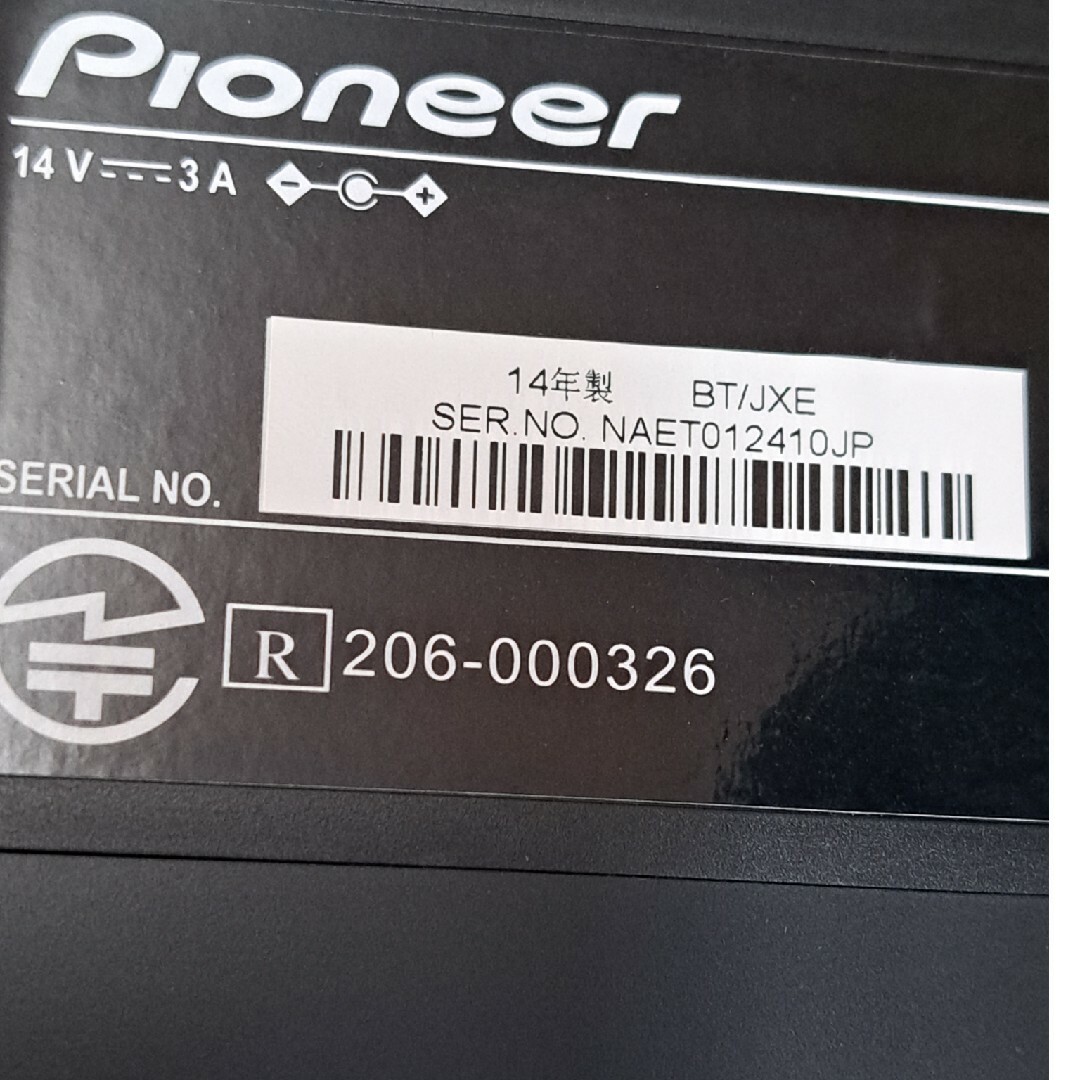 Pioneer
14 V ⎓ 3 A
14年製 BT/JXE
SER.NO. NAET012410JP
SERIAL NO.
R 206-000326